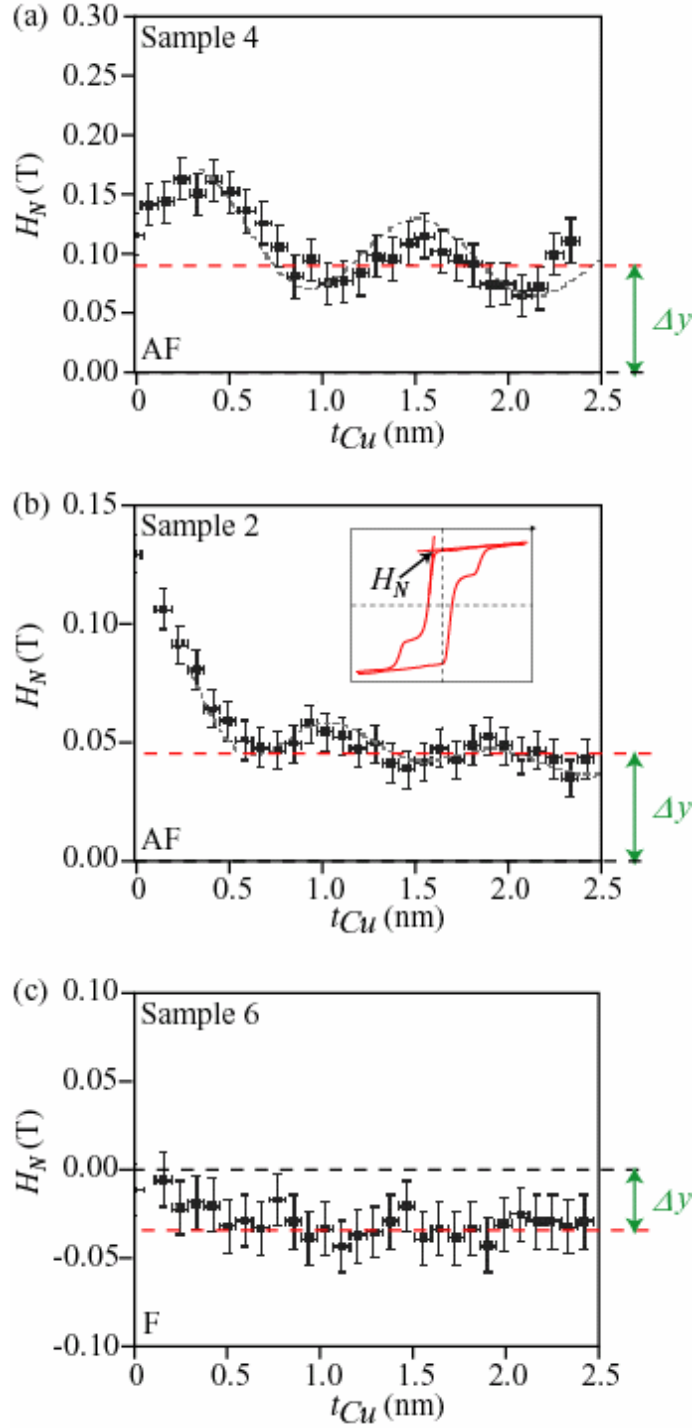 (a)
0.30
Sample 4
0.25
0.20
H_N (T)
0.15
0.10
0.05
AF
0.00
Δy
0
0.5
1.0
1.5
2.0
2.5
t_Cu (nm)
(b)
0.15
Sample 2
H_N
0.10
H_N (T)
0.05
AF
0.00
Δy
0
0.5
1.0
1.5
2.0
2.5
t_Cu (nm)
(c)
0.10
Sample 6
0.05
H_N (T)
0.00
Δy
-0.05
F
-0.10
0.0
0.5
1.0
1.5
2.0
2.5
t_Cu (nm)